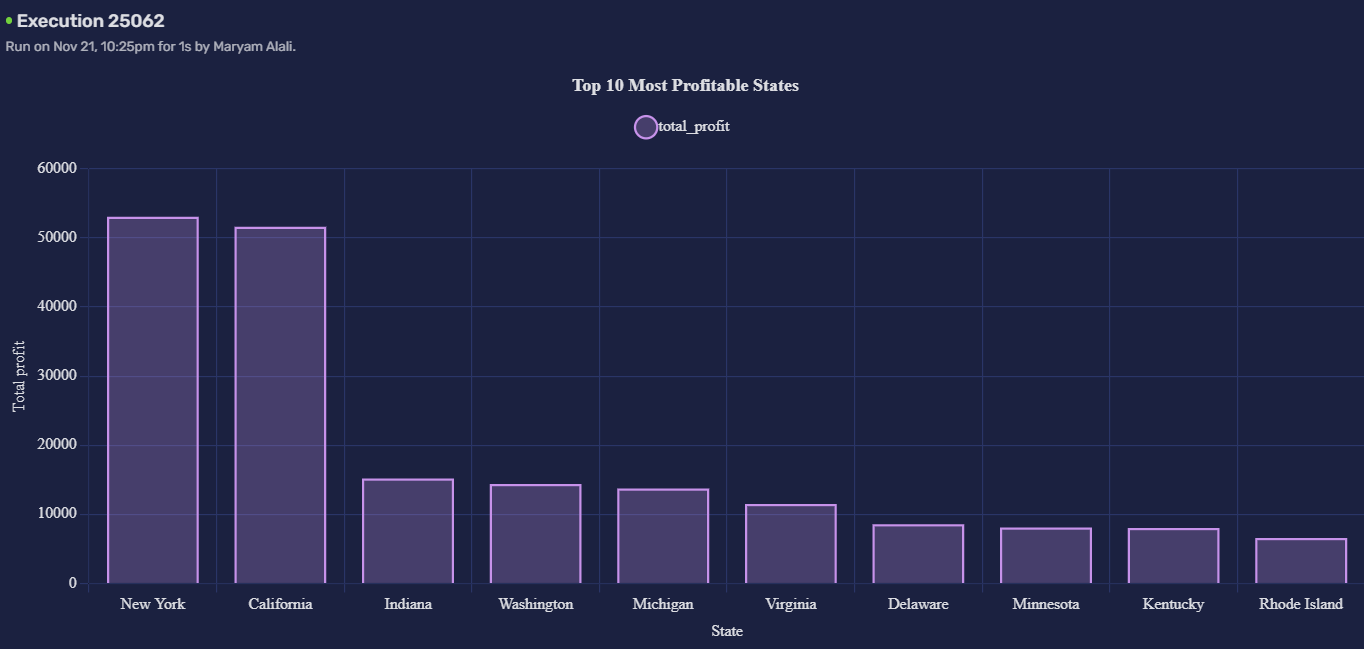 Execution 25062
Run on Nov 21, 10:25pm for 1s by Maryam Alali.
Top 10 Most Profitable States
total_profit
60000
50000
40000
30000
20000
10000
0
Total profit
New York California Indiana Washington Michigan Virginia Delaware Minnesota Kentucky Rhode Island
State